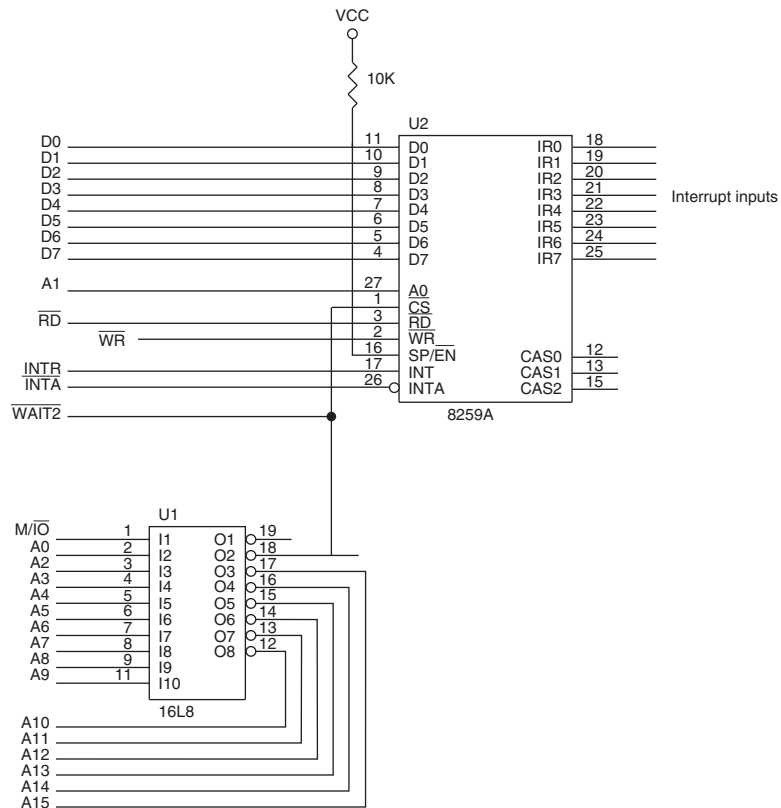 VCC
10K
U2
D0 11 D0 IR0 18
D1 10 D1 IR1 19
D2 9 D2 IR2 20
D3 8 D3 IR3 21
D4 7 D4 IR4 22
D5 6 D5 IR5 23
D6 5 D6 IR6 24
D7 4 D7 IR7 25
Interrupt inputs
A1 27 A0
1 CS
RD 3 RD
WR 2 WR
16 SP/EN CAS0 12
INTR 17 INT CAS1 13
INTA 26 INTA CAS2 15
WAIT2
8259A
U1
M/IO 1 I1 O1 19
A0 2 I2 O2 18
A2 3 I3 O3 17
A3 4 I4 O4 16
A4 5 I5 O5 15
A5 6 I6 O6 14
A6 7 I7 O7 13
A7 8 I8 O8 12
A8 9 I9
A9 11 I10
16L8
A10
A11
A12
A13
A14
A15